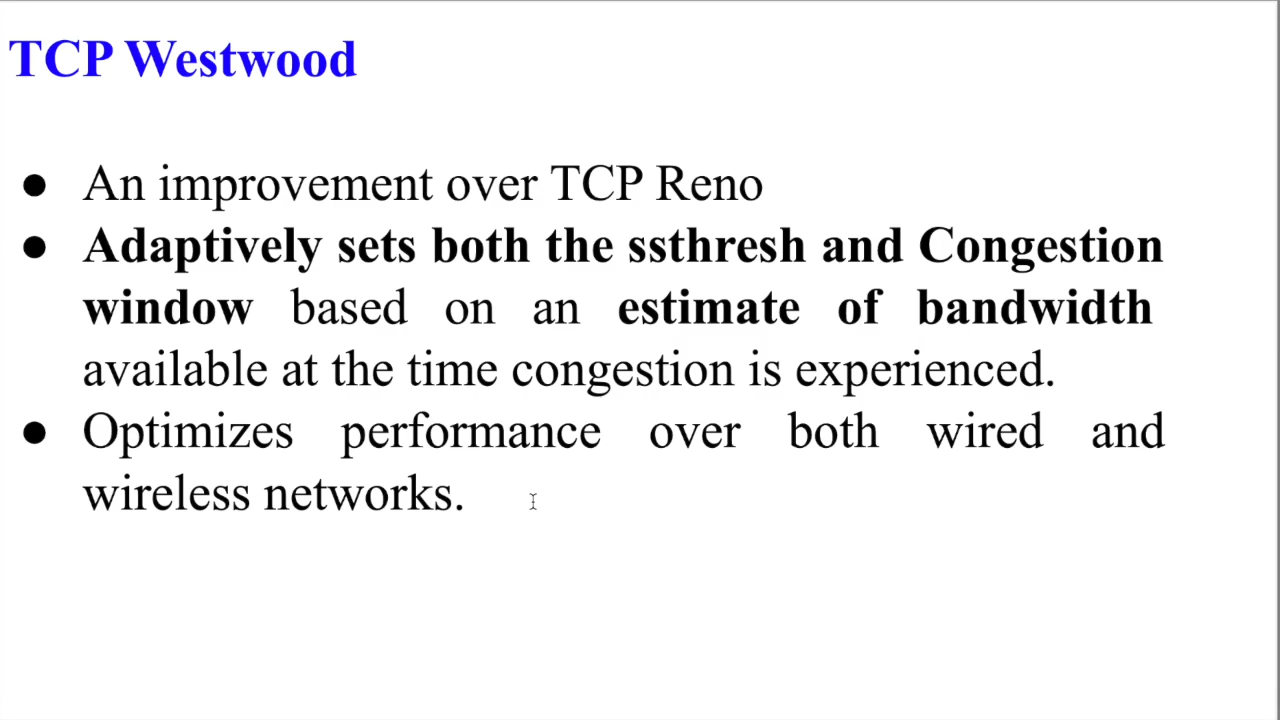 TCP Westwood
● An improvement over TCP Reno
● Adaptively sets both the ssthresh and Congestion
window based on an estimate of bandwidth
available at the time congestion is experienced.
● Optimizes performance over both wired and
wireless networks.